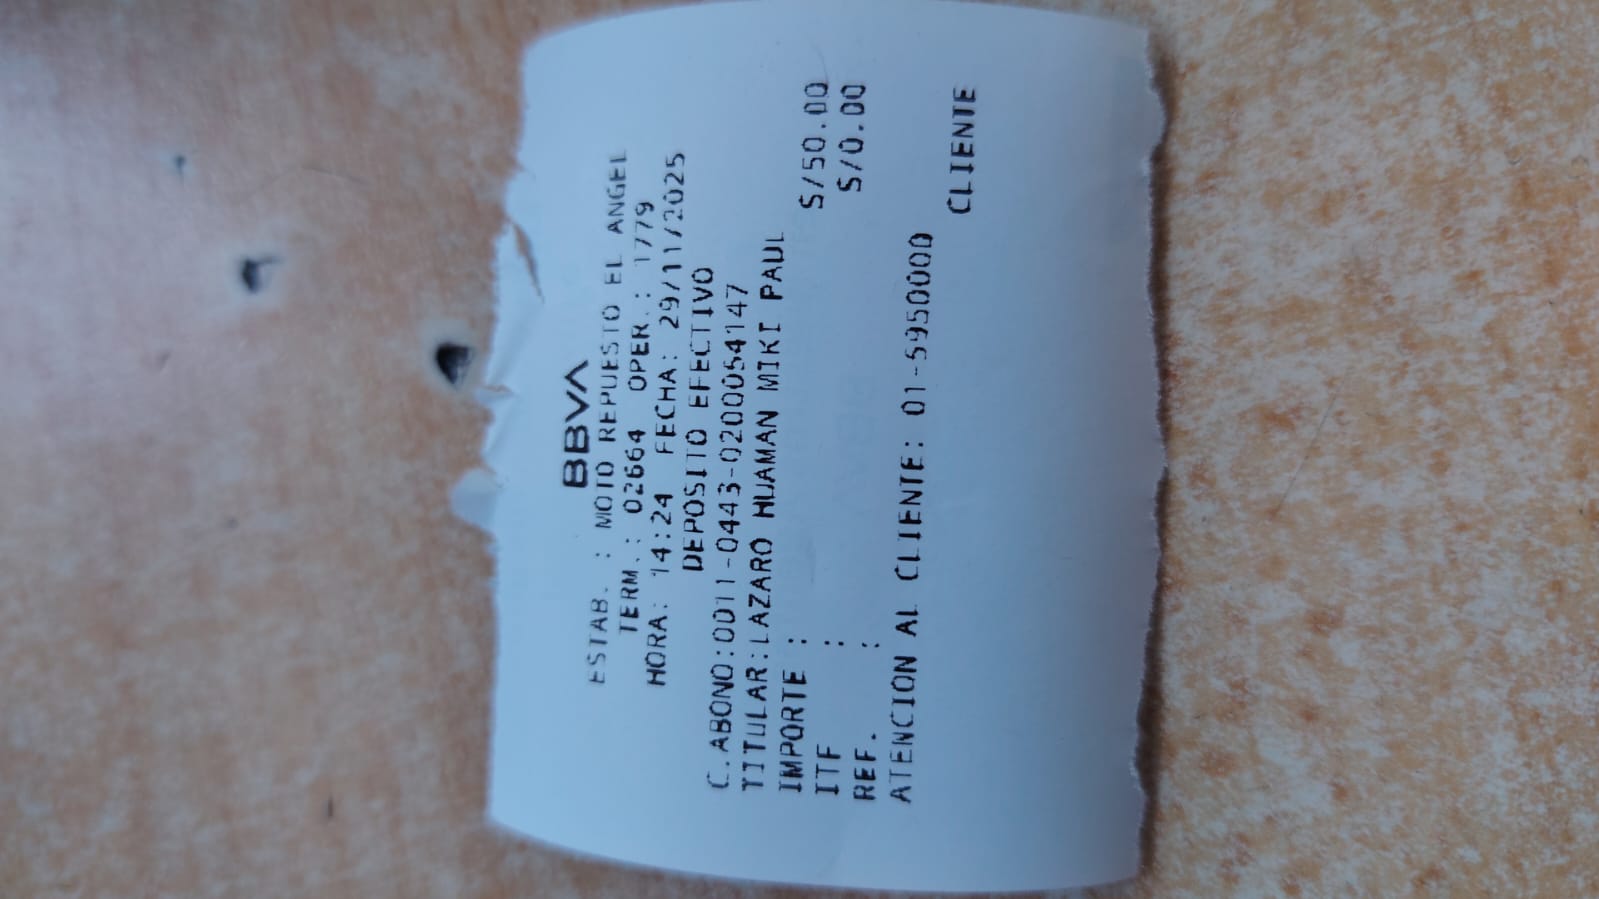 BBVA
ESTAB. : MOTO REPUESTO EL ANGEL
TERM.: 02664 OPER.: 1779
HORA: 14:24 FECHA: 29/11/2025
DEPOSITO EFECTIVO
C.ABONO:0011-0443-0200054147
TITULAR:LAZARO HUAMAN MIKI PAUL
IMPORTE : S/50.00
ITF : S/0.00
REF. :
ATENCION AL CLIENTE: 01-5950000
CLIENTE